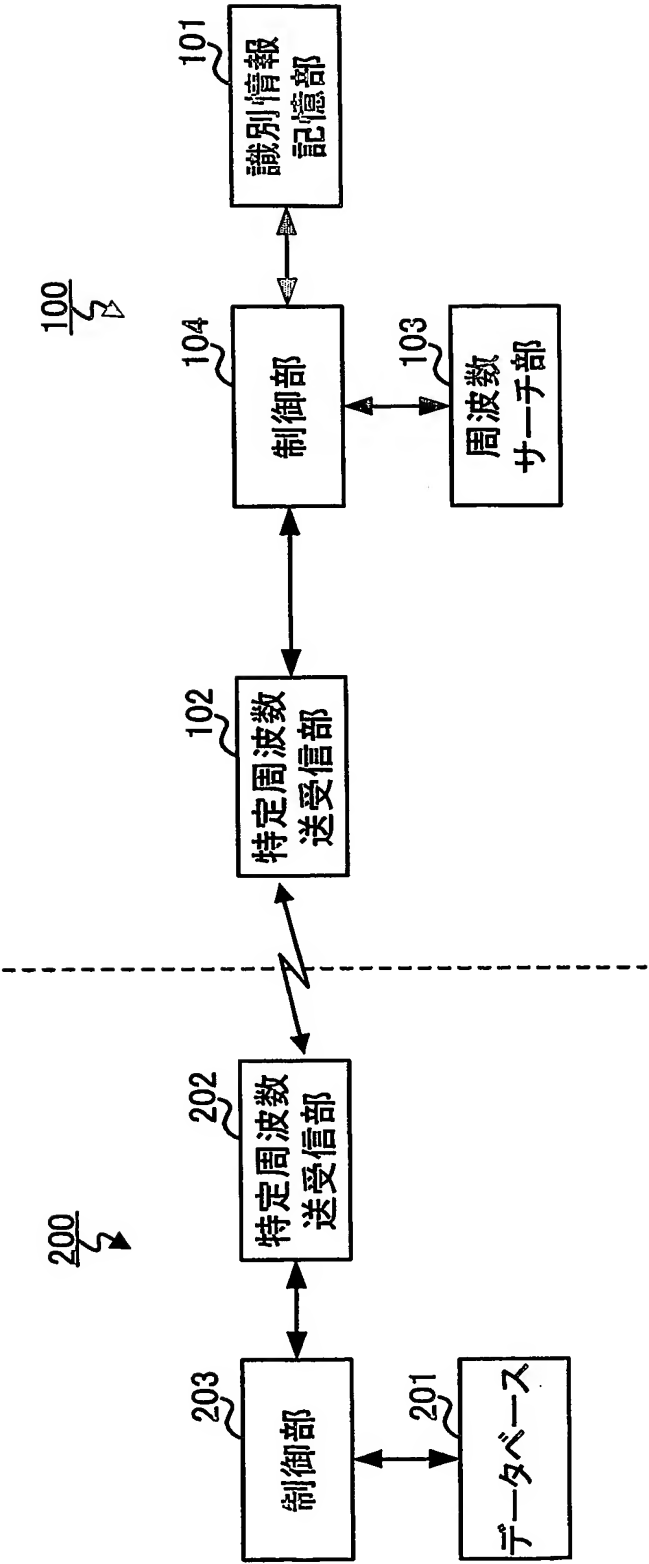 200
203
制御部
201
データベース
202
特定周波数
送受信部
100
102
特定周波数
送受信部
104
制御部
103
周波数
サーチ部
101
識別情報
記憶部